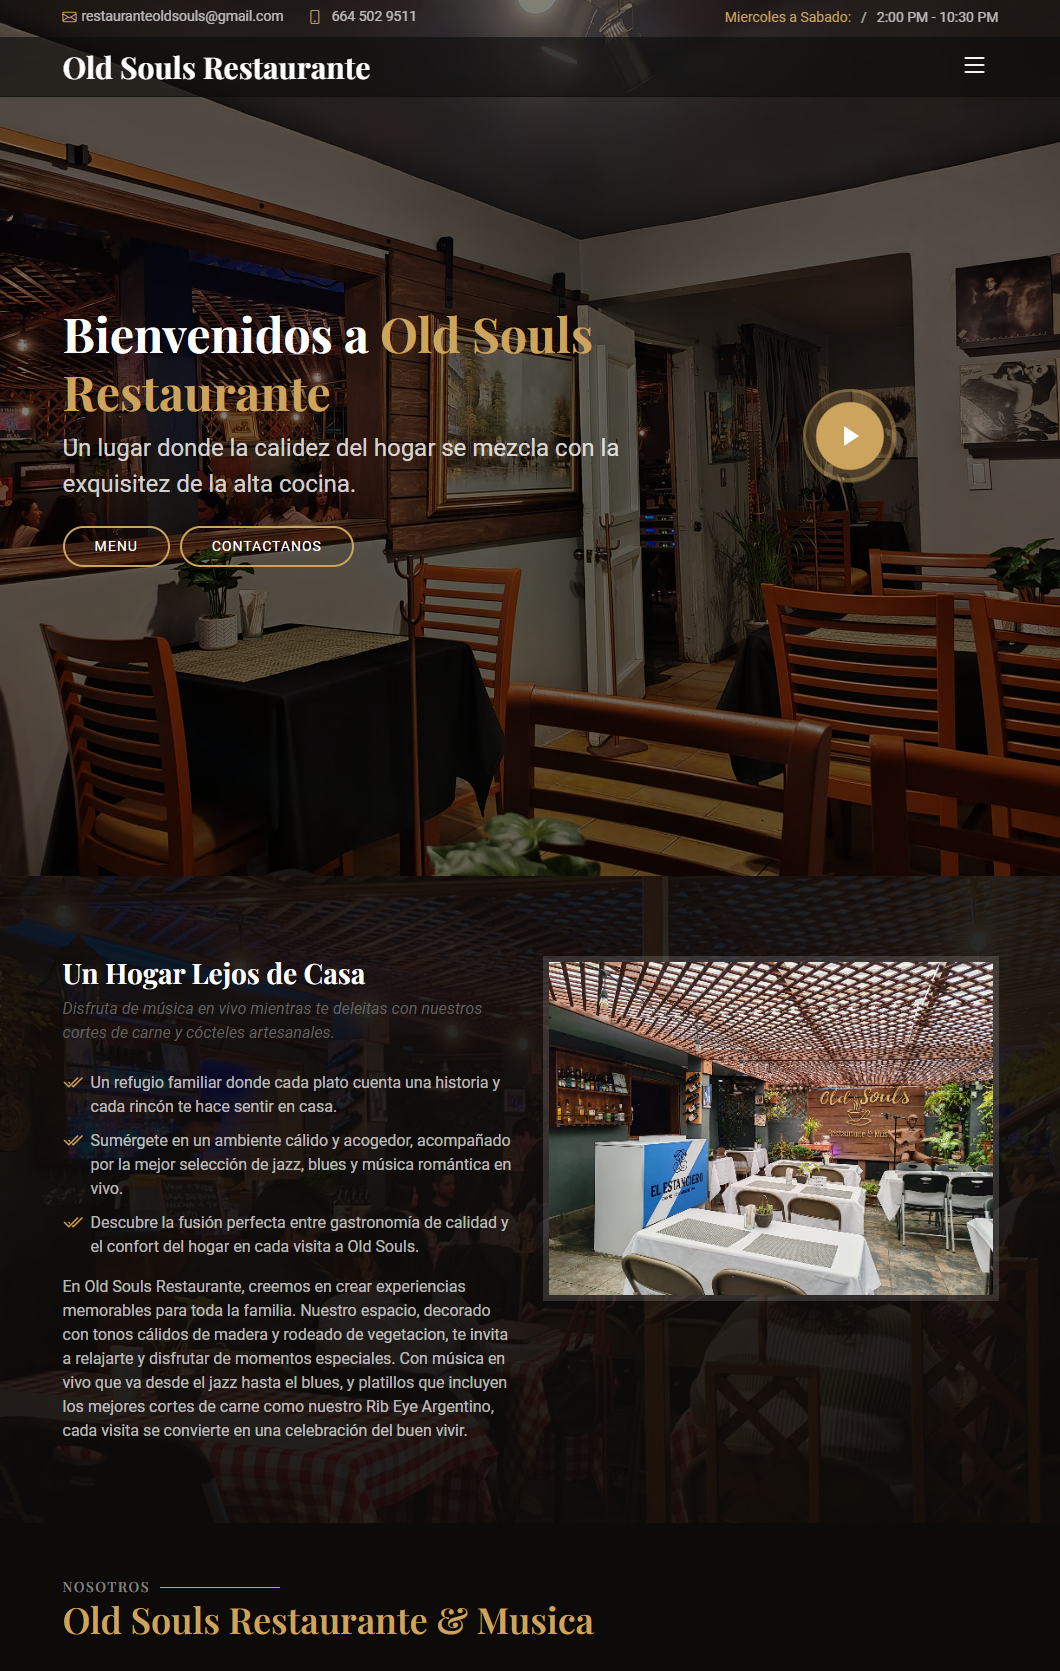 restauranteoldsouls@gmail.com 664 502 9511 Miercoles a Sabado: / 2:00 PM - 10:30 PM
Old Souls Restaurante
Bienvenidos a Old Souls
Restaurante
Un lugar donde la calidez del hogar se mezcla con la
exquisitez de la alta cocina.
MENU CONTACTANOS
Un Hogar Lejos de Casa
Disfruta de música en vivo mientras te deleitas con nuestros
cortes de carne y cócteles artesanales.
Un refugio familiar donde cada plato cuenta una historia y
cada rincón te hace sentir en casa.
Sumérgete en un ambiente cálido y acogedor, acompañado
por la mejor selección de jazz, blues y música romántica en
vivo.
Descubre la fusión perfecta entre gastronomía de calidad y
el confort del hogar en cada visita a Old Souls.
En Old Souls Restaurante, creemos en crear experiencias
memorables para toda la familia. Nuestro espacio, decorado
con tonos cálidos de madera y rodeado de vegetacion, te invita
a relajarte y disfrutar de momentos especiales. Con música en
vivo que va desde el jazz hasta el blues, y platillos que incluyen
los mejores cortes de carne como nuestro Rib Eye Argentino,
cada visita se convierte en una celebración del buen vivir.
Old Souls
EL ESTANCIERO
NOSOTROS
Old Souls Restaurante & Musica